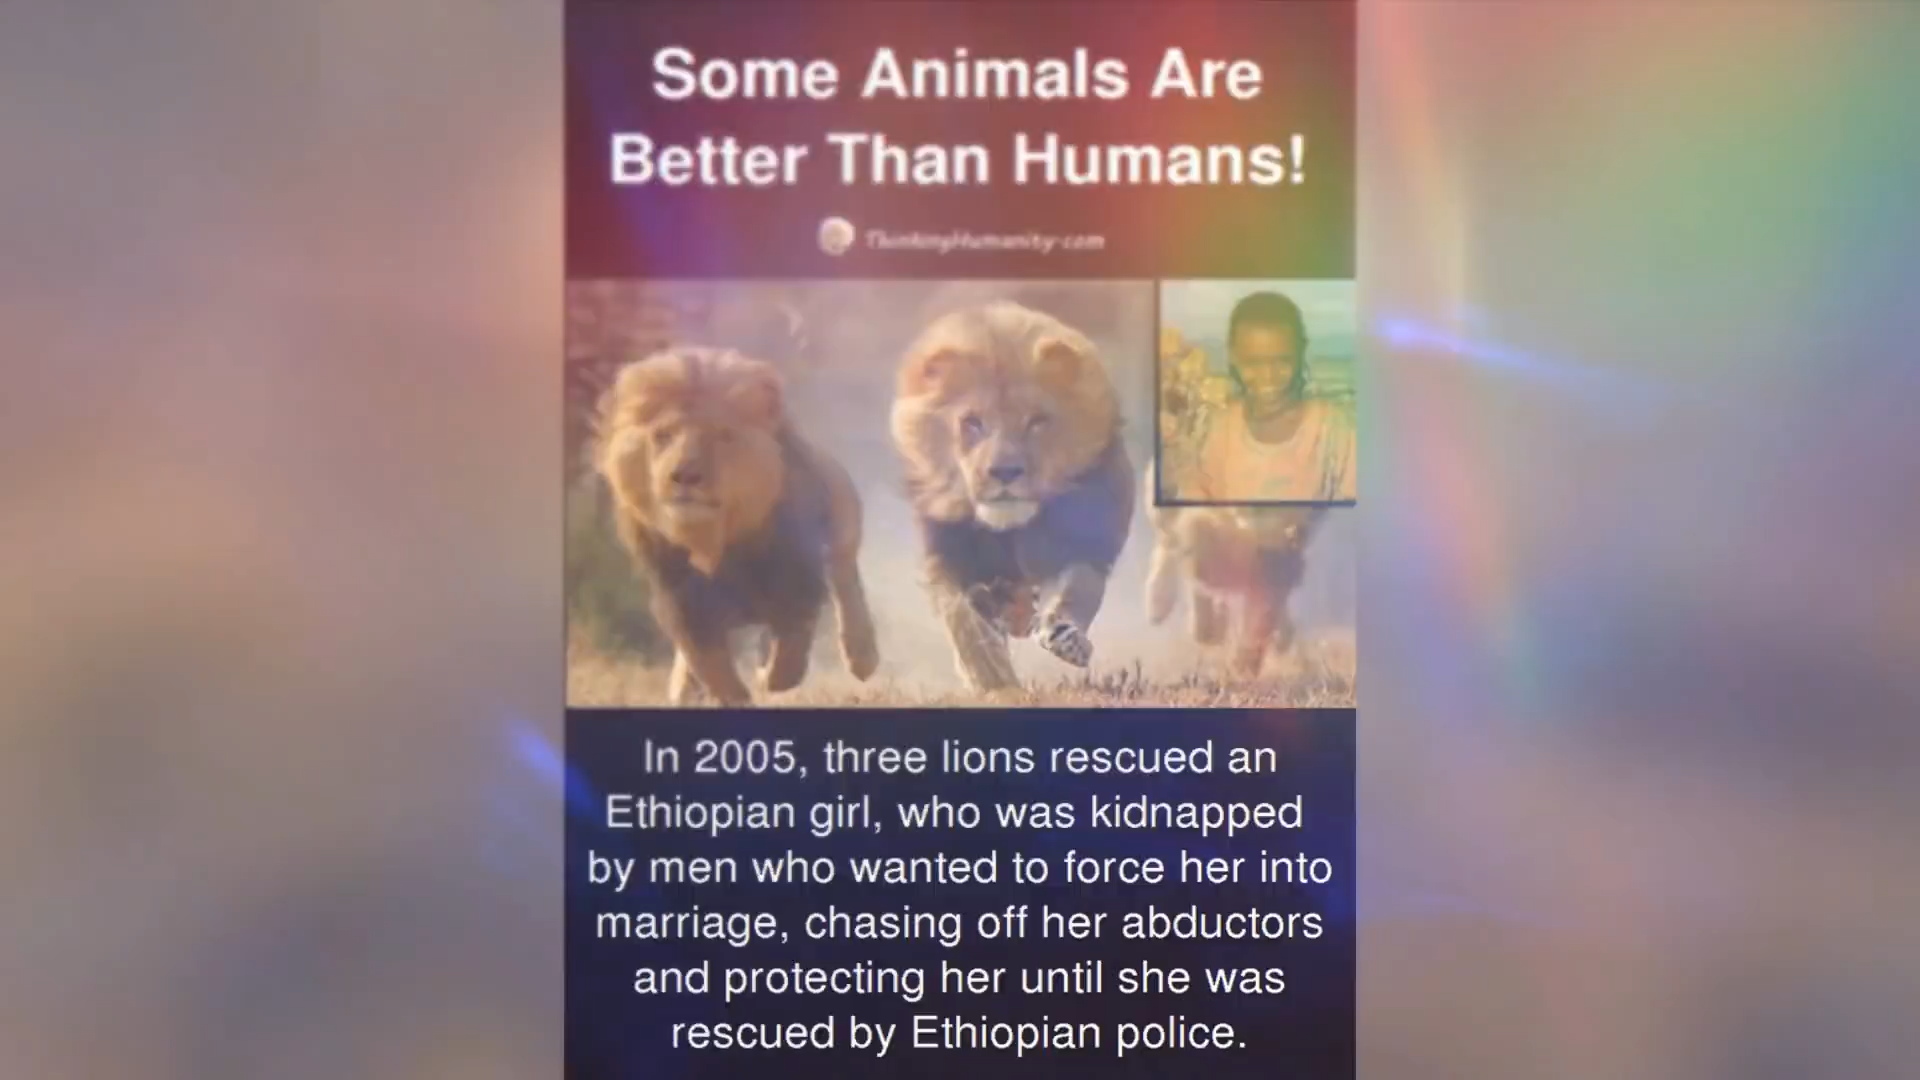 Some Animals Are
Better Than Humans!
ThinkingHumanity.com
In 2005, three lions rescued an
Ethiopian girl, who was kidnapped
by men who wanted to force her into
marriage, chasing off her abductors
and protecting her until she was
rescued by Ethiopian police.